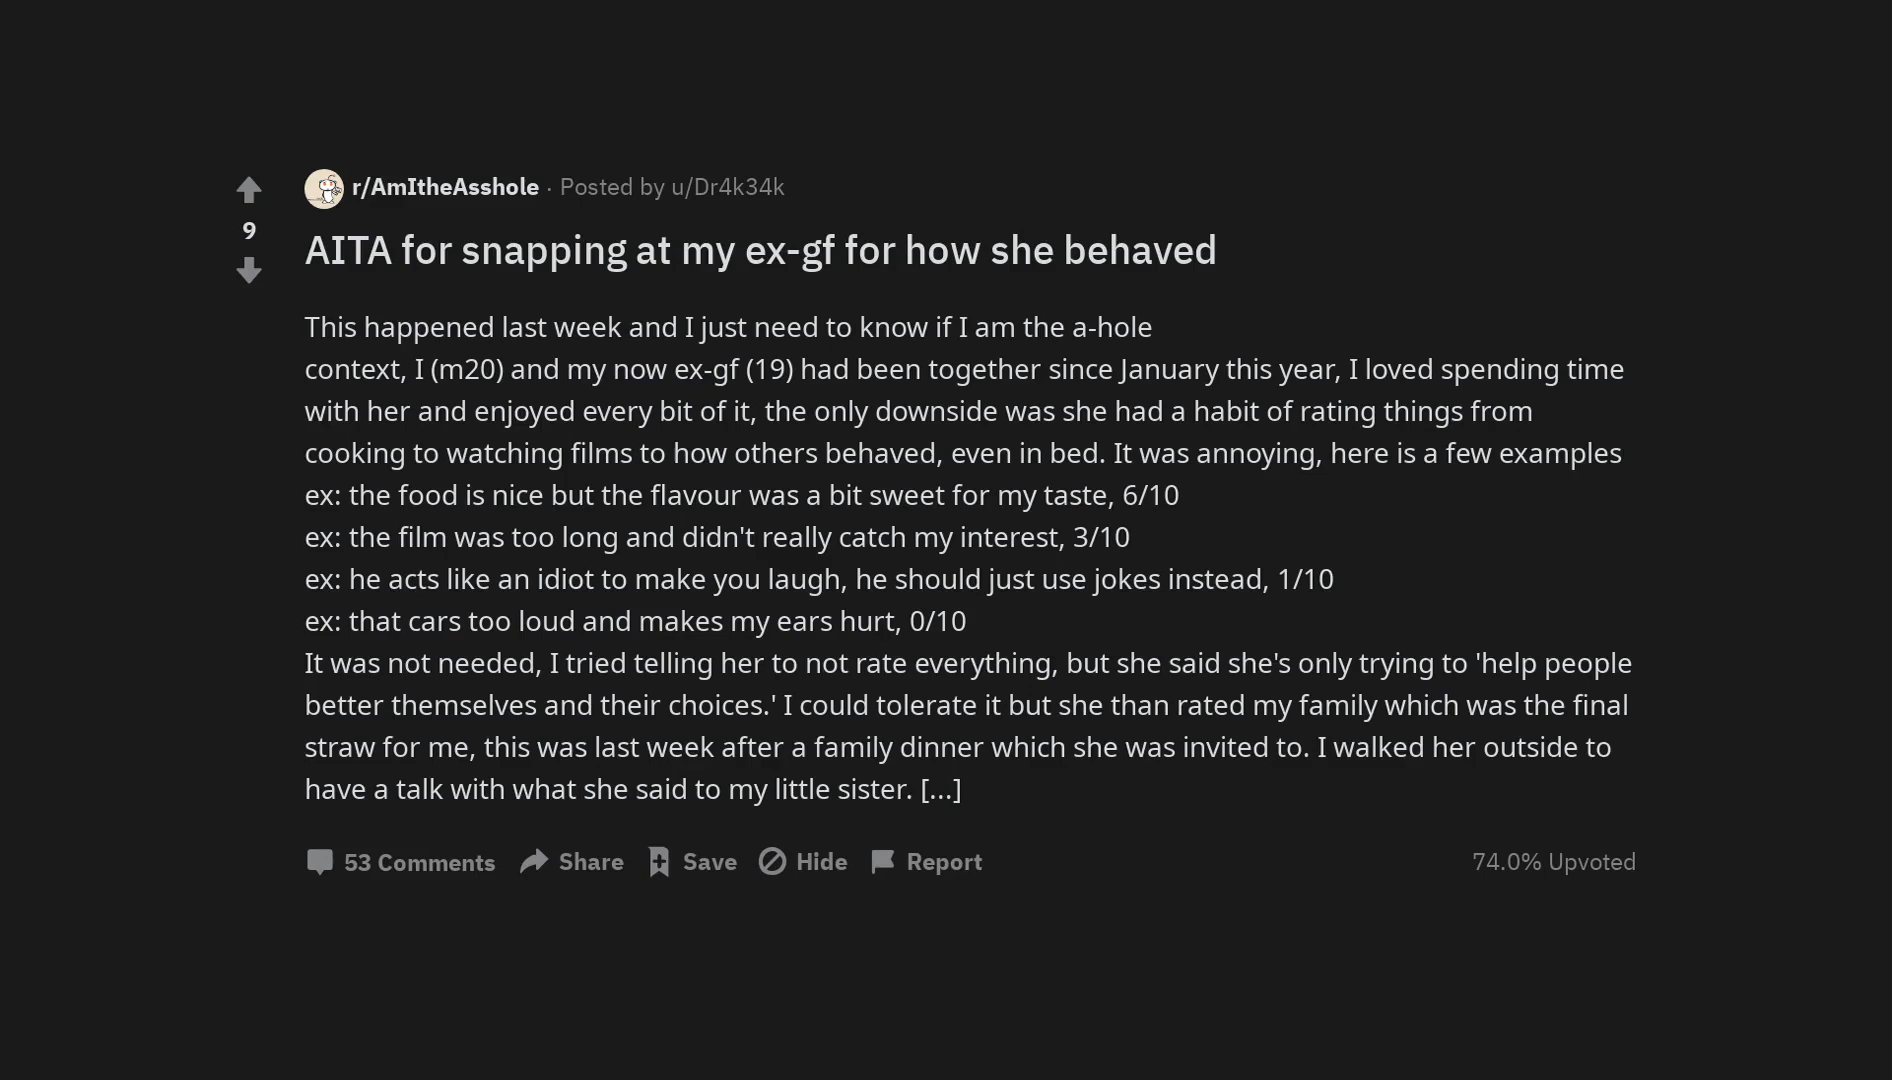 r/AmItheAsshole · Posted by u/Dr4k34k
9
AITA for snapping at my ex-gf for how she behaved
This happened last week and I just need to know if I am the a-hole
context, I (m20) and my now ex-gf (19) had been together since January this year, I loved spending time
with her and enjoyed every bit of it, the only downside was she had a habit of rating things from
cooking to watching films to how others behaved, even in bed. It was annoying, here is a few examples
ex: the food is nice but the flavour was a bit sweet for my taste, 6/10
ex: the film was too long and didn't really catch my interest, 3/10
ex: he acts like an idiot to make you laugh, he should just use jokes instead, 1/10
ex: that cars too loud and makes my ears hurt, 0/10
It was not needed, I tried telling her to not rate everything, but she said she's only trying to 'help people
better themselves and their choices.' I could tolerate it but she than rated my family which was the final
straw for me, this was last week after a family dinner which she was invited to. I walked her outside to
have a talk with what she said to my little sister. [...]
53 Comments Share Save Hide Report 74.0% Upvoted